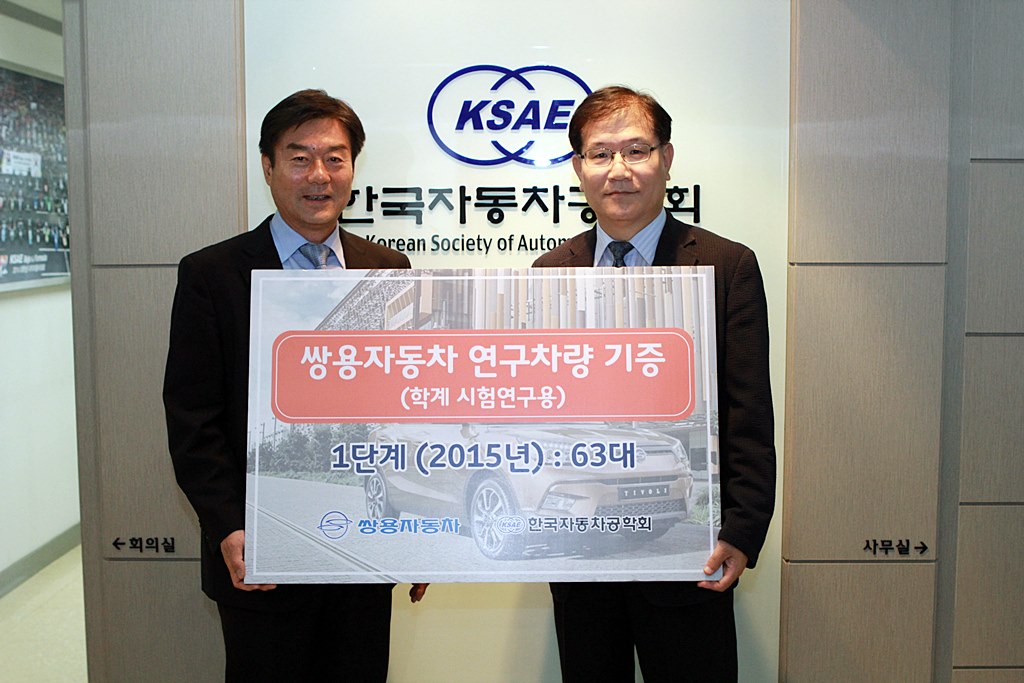 KSAE
한국자동차공학회
Korean Society of Autom
쌍용자동차 연구차량 기증
(학계 시험연구용)
1단계 (2015년) : 63대
TIVOLI
쌍용자동차
KSAE 한국자동차공학회
←회의실
사무실→